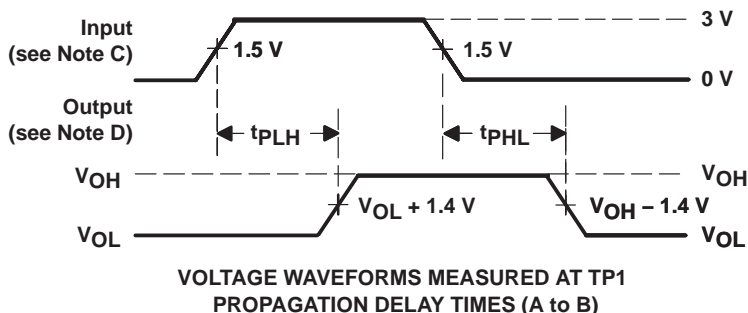 Input
(see Note C)
1.5 V
1.5 V
3 V
0 V
Output
(see Note D)
tPLH
tPHL
VOH
VOH
VOL + 1.4 V
VOH – 1.4 V
VOL
VOL
VOLTAGE WAVEFORMS MEASURED AT TP1
PROPAGATION DELAY TIMES (A to B)